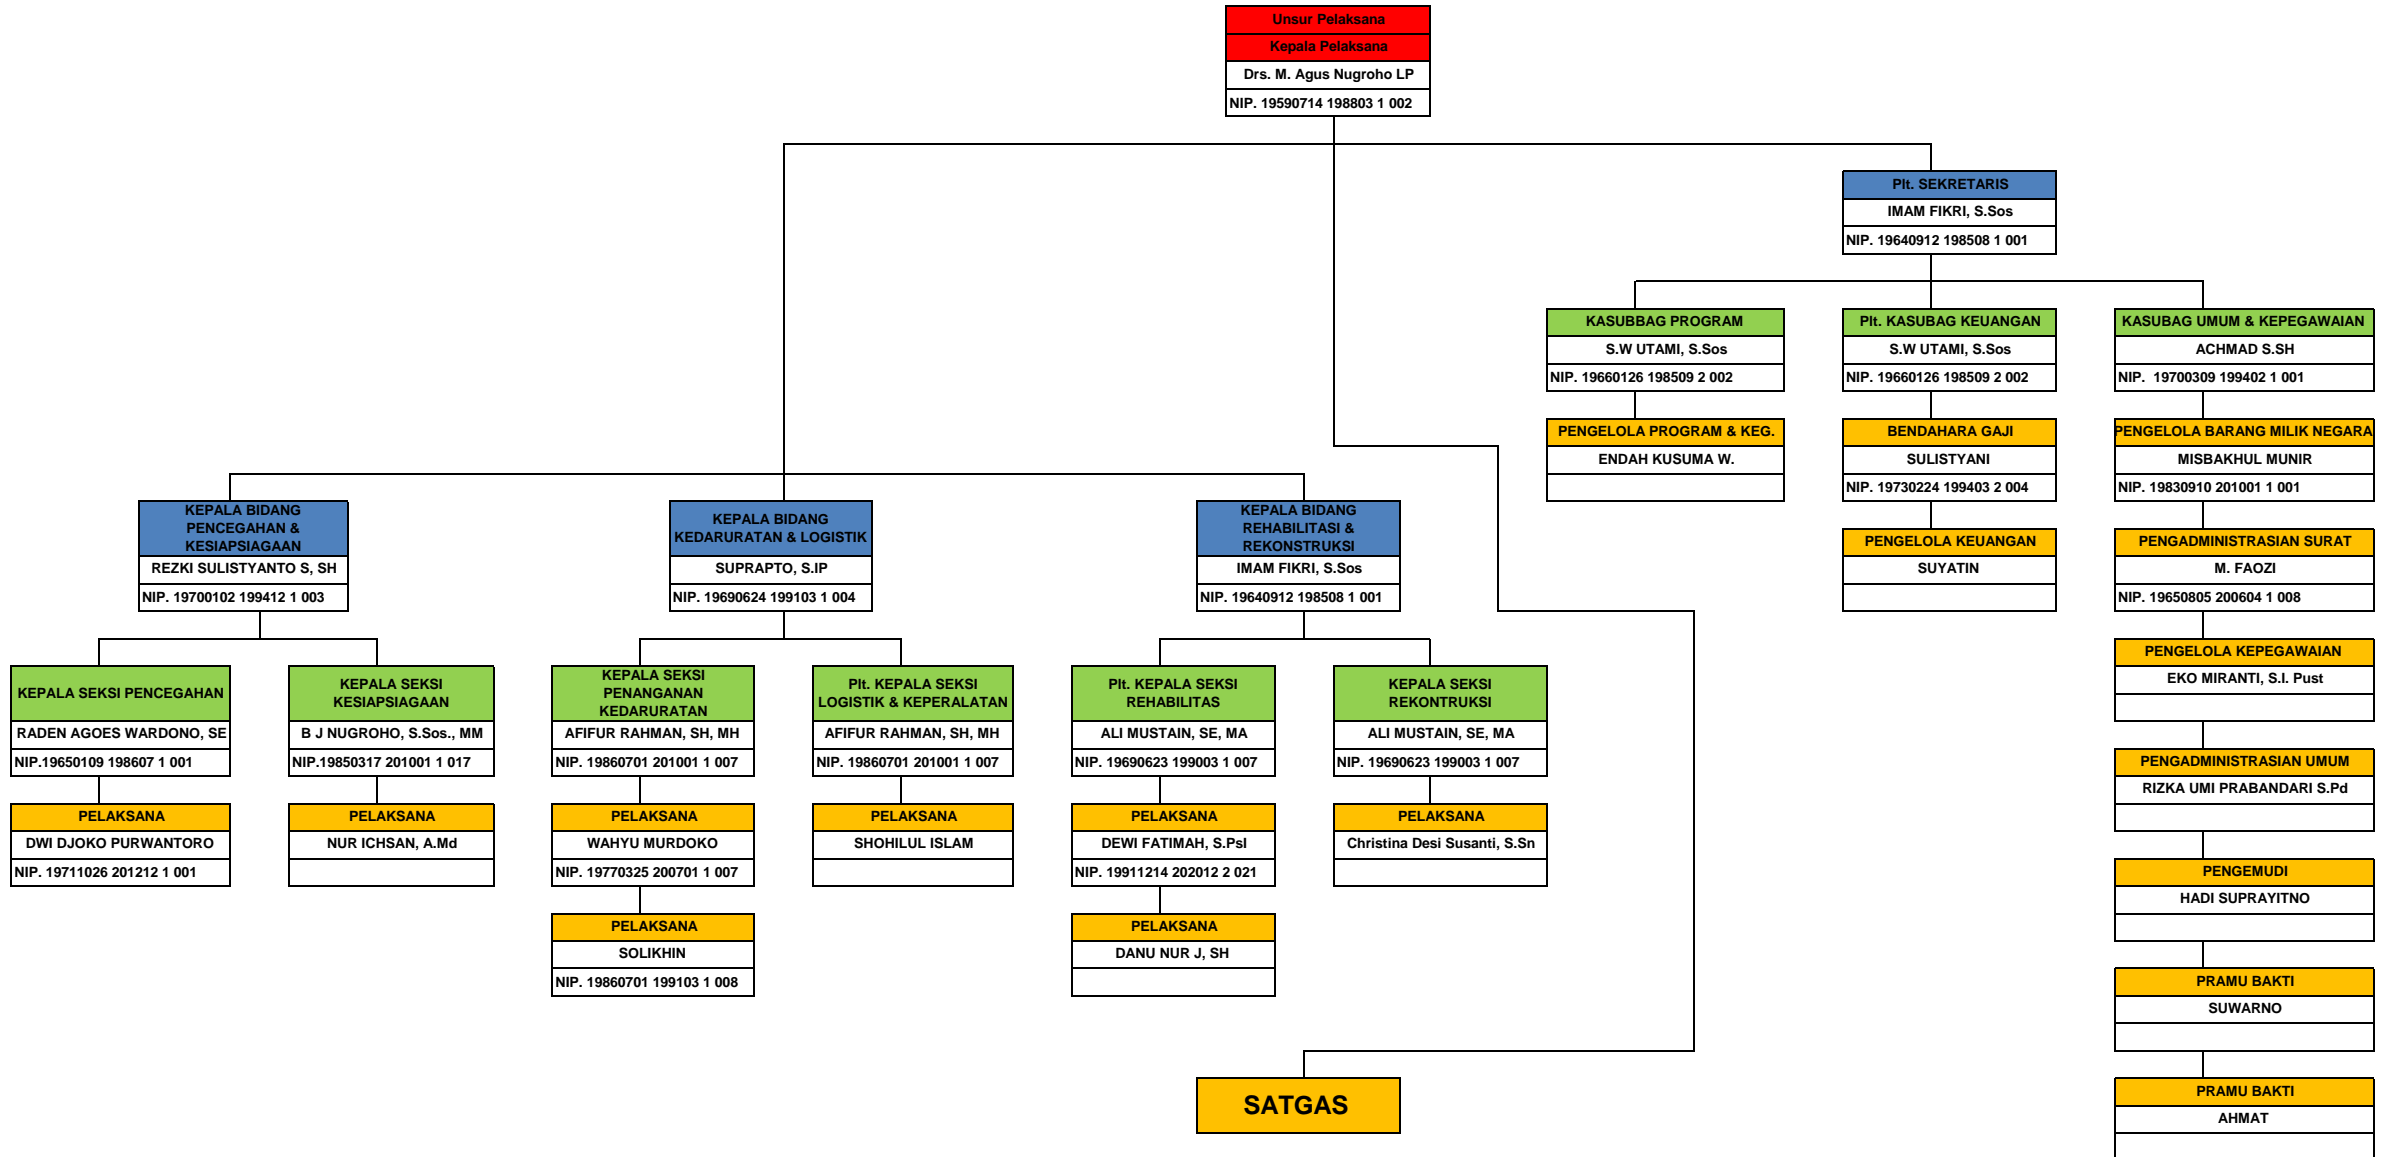 Unsur Pelaksana
Kepala Pelaksana
Drs. M. Agus Nugroho LP
NIP. 19590714 198803 1 002
Plt. SEKRETARIS
IMAM FIKRI, S.Sos
NIP. 19640912 198508 1 001
KASUBBAG PROGRAM
S.W UTAMI, S.Sos
NIP. 19660126 198509 2 002
PENGELOLA PROGRAM & KEG.
ENDAH KUSUMA W.
Plt. KASUBAG KEUANGAN
S.W UTAMI, S.Sos
NIP. 19660126 198509 2 002
BENDAHARA GAJI
SULISTYANI
NIP. 19730224 199403 2 004
PENGELOLA KEUANGAN
SUYATIN
KASUBAG UMUM & KEPEGAWAIAN
ACHMAD S.SH
NIP.  19700309 199402 1 001
PENGELOLA BARANG MILIK NEGARA
MISBAKHUL MUNIR
NIP. 19830910 201001 1 001
PENGADMINISTRASIAN SURAT
M. FAOZI
NIP. 19650805 200604 1 008
PENGELOLA KEPEGAWAIAN
EKO MIRANTI, S.I. Pust
PENGADMINISTRASIAN UMUM
RIZKA UMI PRABANDARI S.Pd
PENGEMUDI
HADI SUPRAYITNO
PRAMU BAKTI
SUWARNO
PRAMU BAKTI
AHMAT
KEPALA BIDANG
PENCEGAHAN &
KESIAPSIAGAAN
REZKI SULISTYANTO S, SH
NIP. 19700102 199412 1 003
KEPALA SEKSI PENCEGAHAN
RADEN AGOES WARDONO, SE
NIP.19650109 198607 1 001
PELAKSANA
DWI DJOKO PURWANTORO
NIP. 19711026 201212 1 001
KEPALA SEKSI
KESIAPSIAGAAN
B J NUGROHO, S.Sos., MM
NIP.19850317 201001 1 017
PELAKSANA
NUR ICHSAN, A.Md
KEPALA BIDANG
KEDARURATAN & LOGISTIK
SUPRAPTO, S.IP
NIP. 19690624 199103 1 004
KEPALA SEKSI
PENANGANAN
KEDARURATAN
AFIFUR RAHMAN, SH, MH
NIP. 19860701 201001 1 007
PELAKSANA
WAHYU MURDOKO
NIP. 19770325 200701 1 007
PELAKSANA
SOLIKHIN
NIP. 19860701 199103 1 008
Plt. KEPALA SEKSI
LOGISTIK & KEPERALATAN
AFIFUR RAHMAN, SH, MH
NIP. 19860701 201001 1 007
PELAKSANA
SHOHILUL ISLAM
KEPALA BIDANG
REHABILITASI &
REKONSTRUKSI
IMAM FIKRI, S.Sos
NIP. 19640912 198508 1 001
Plt. KEPALA SEKSI
REHABILITAS
ALI MUSTAIN, SE, MA
NIP. 19690623 199003 1 007
PELAKSANA
DEWI FATIMAH, S.PsI
NIP. 19911214 202012 2 021
PELAKSANA
DANU NUR J, SH
KEPALA SEKSI
REKONTRUKSI
ALI MUSTAIN, SE, MA
NIP. 19690623 199003 1 007
PELAKSANA
Christina Desi Susanti, S.Sn
SATGAS